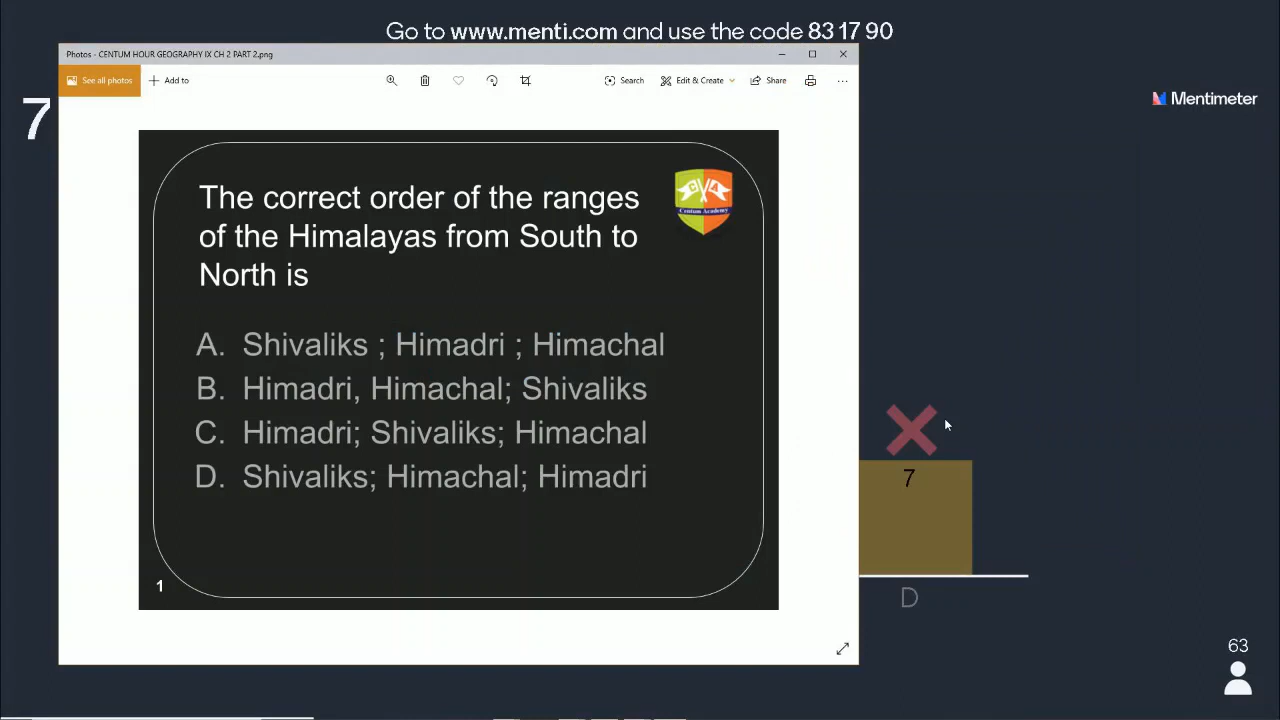 Go to www.menti.com and use the code 83 17 90
Photos - CENTUM HOUR GEOGRAPHY IX CH 2 PART 2.png
See all photos
Add to
Search
Edit & Create
Share
7
Mentimeter
The correct order of the ranges
of the Himalayas from South to
North is
CA
Centum Academy
A. Shivaliks ; Himadri ; Himachal
B. Himadri, Himachal; Shivaliks
C. Himadri; Shivaliks; Himachal
D. Shivaliks; Himachal; Himadri
1
7
D
63